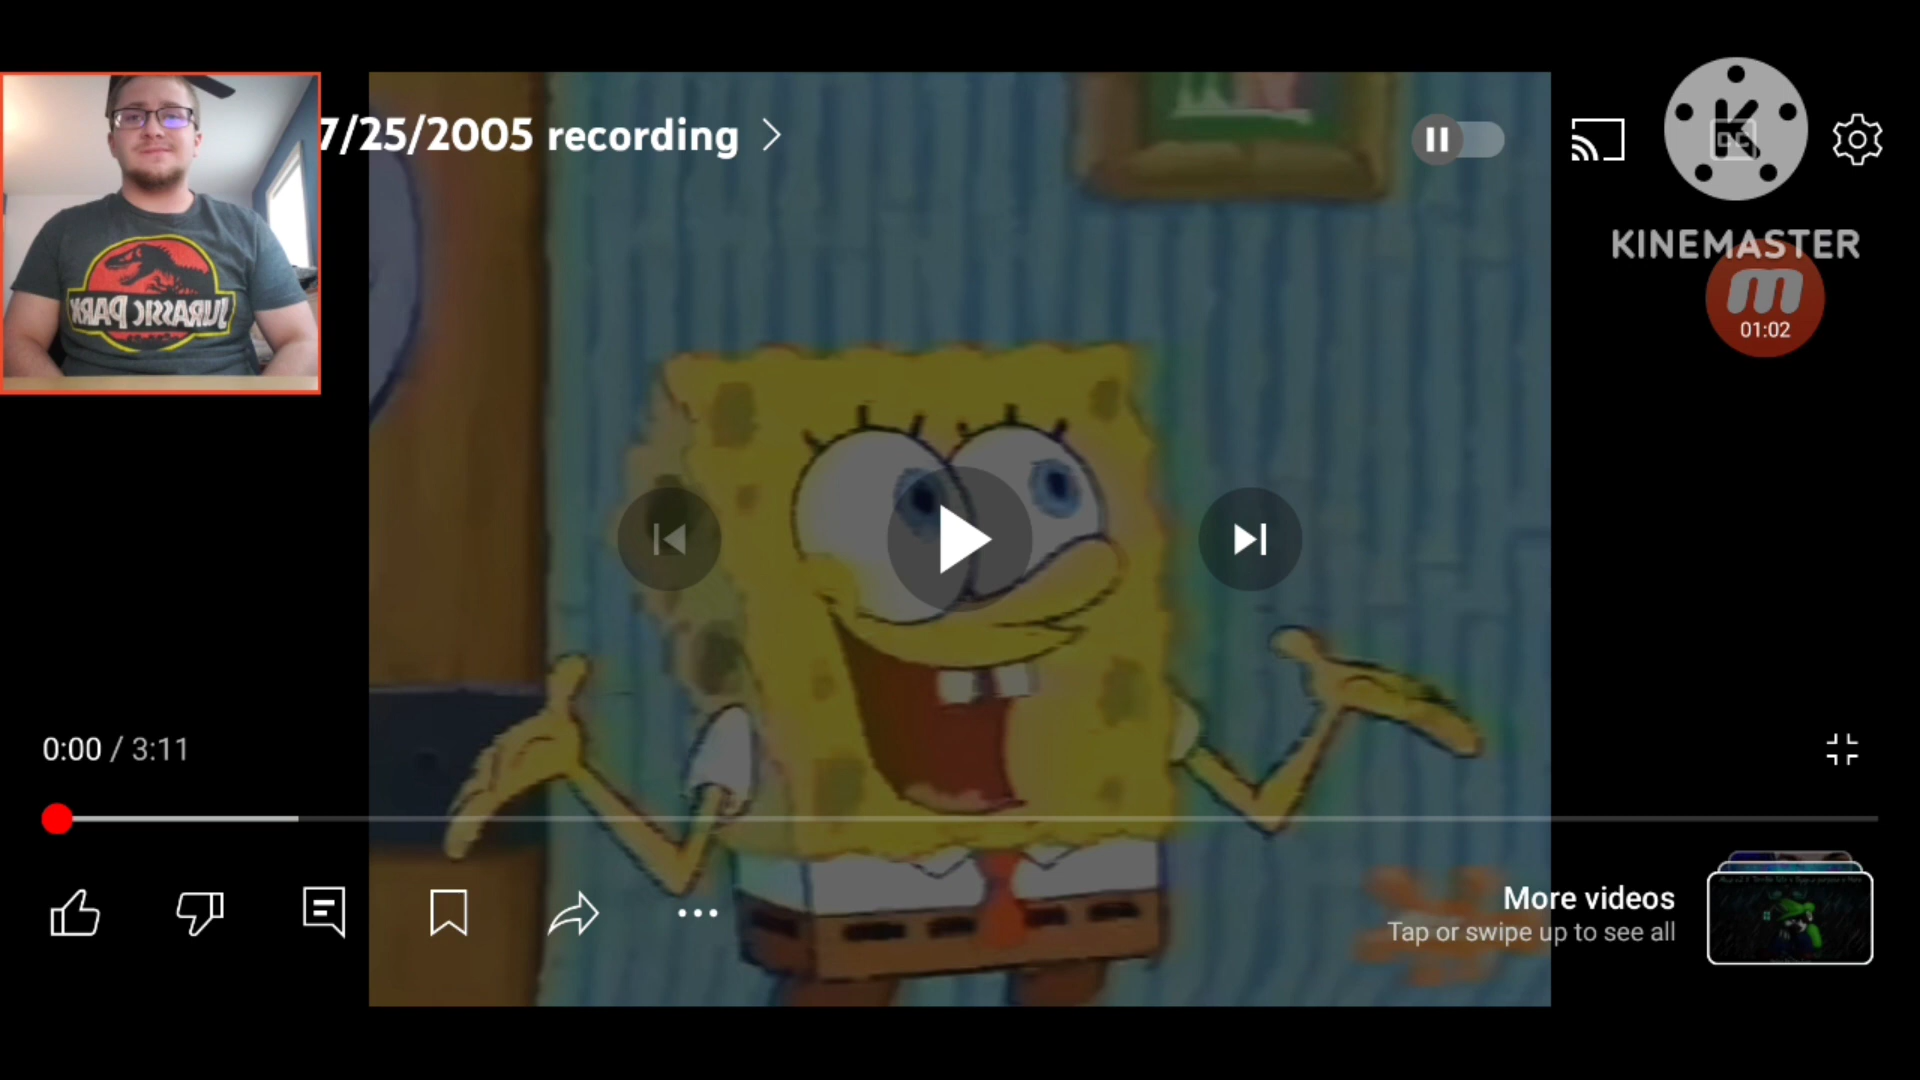 7/25/2005 recording
JURASSIC PARK
KINEMASTER
01:02
0:00 / 3:11
More videos
Tap or swipe up to see all